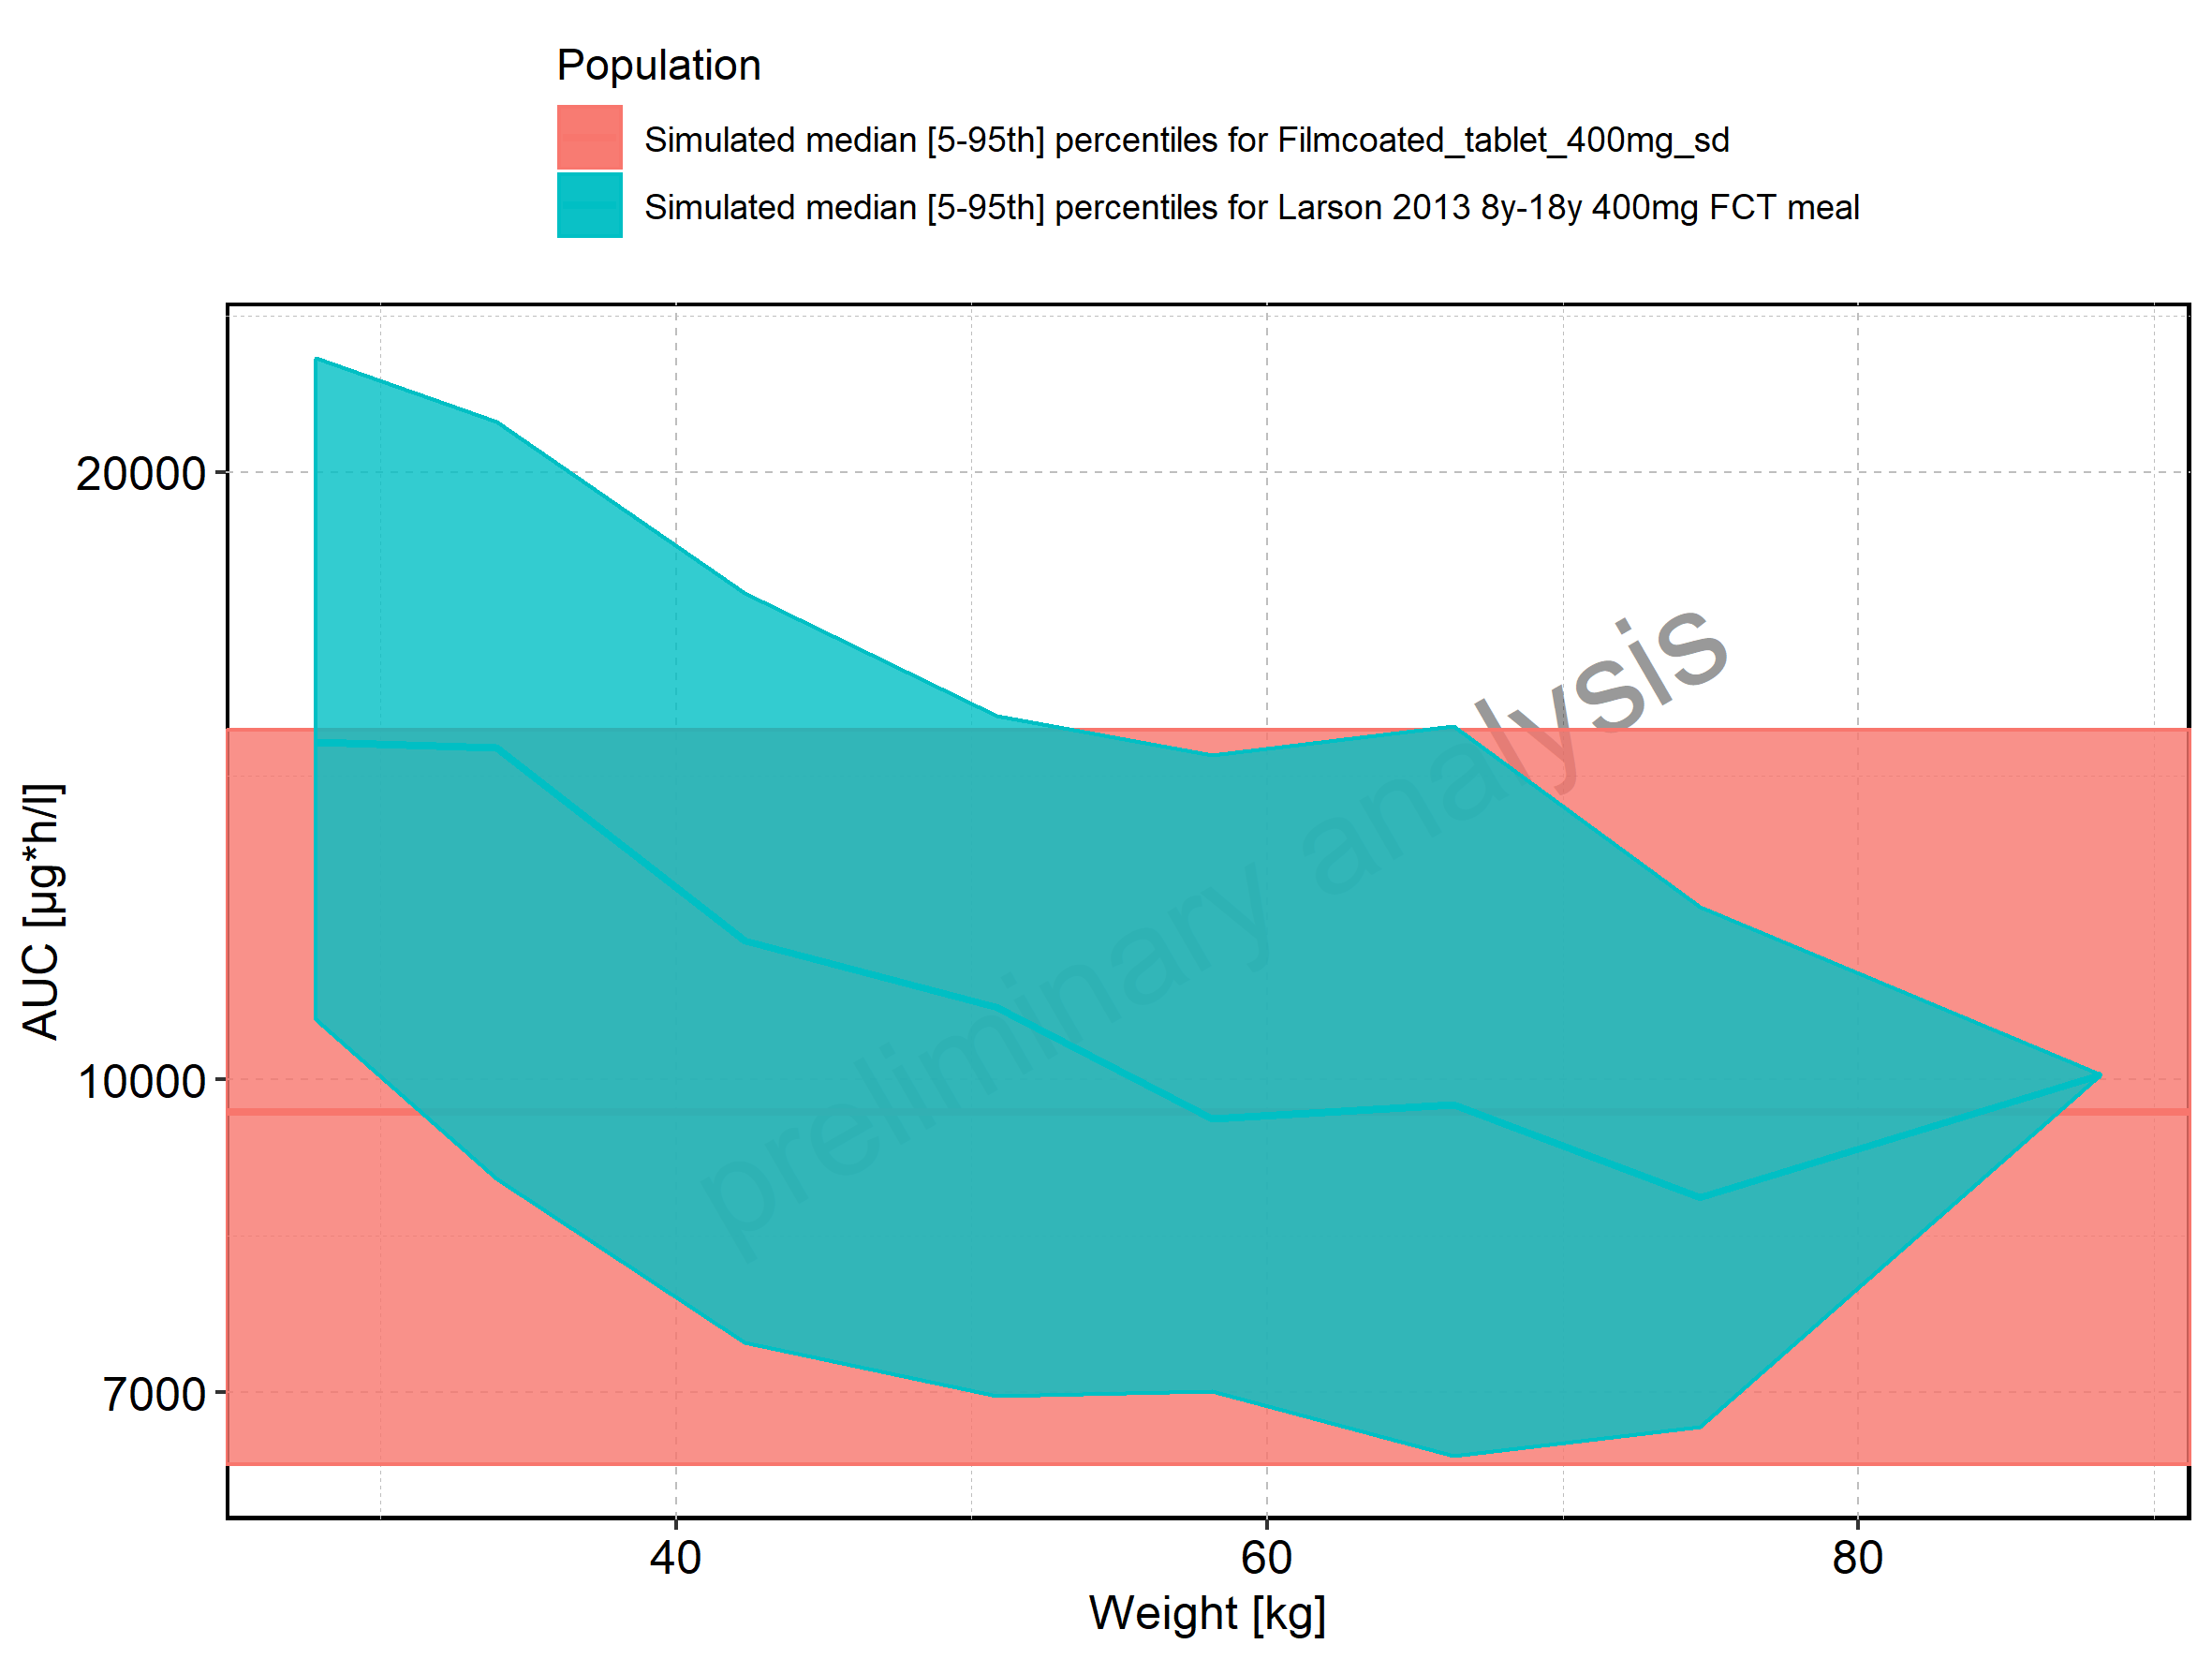 Population
Simulated median [5-95th] percentiles for Filmcoated_tablet_400mg_sd
Simulated median [5-95th] percentiles for Larson 2013 8y-18y 400mg FCT meal
20000
10000
7000
AUC [µg*h/l]
preliminary analysis
40
60
80
Weight [kg]